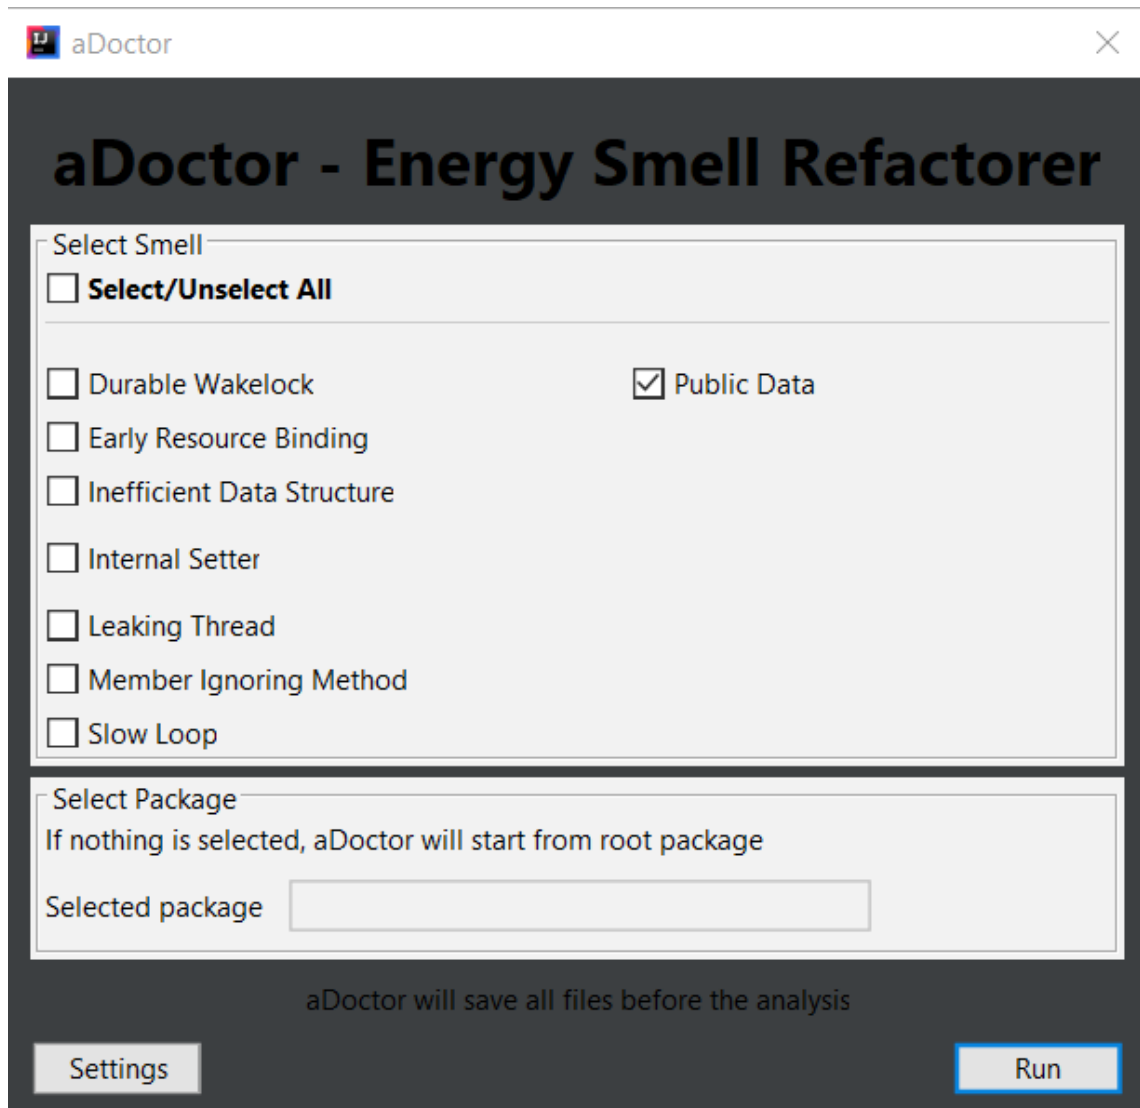 aDoctor
aDoctor - Energy Smell Refactorer
Select Smell
Select/Unselect All
Durable Wakelock
Public Data
Early Resource Binding
Inefficient Data Structure
Internal Setter
Leaking Thread
Member Ignoring Method
Slow Loop
Select Package
If nothing is selected, aDoctor will start from root package
Selected package
aDoctor will save all files before the analysis
Settings
Run